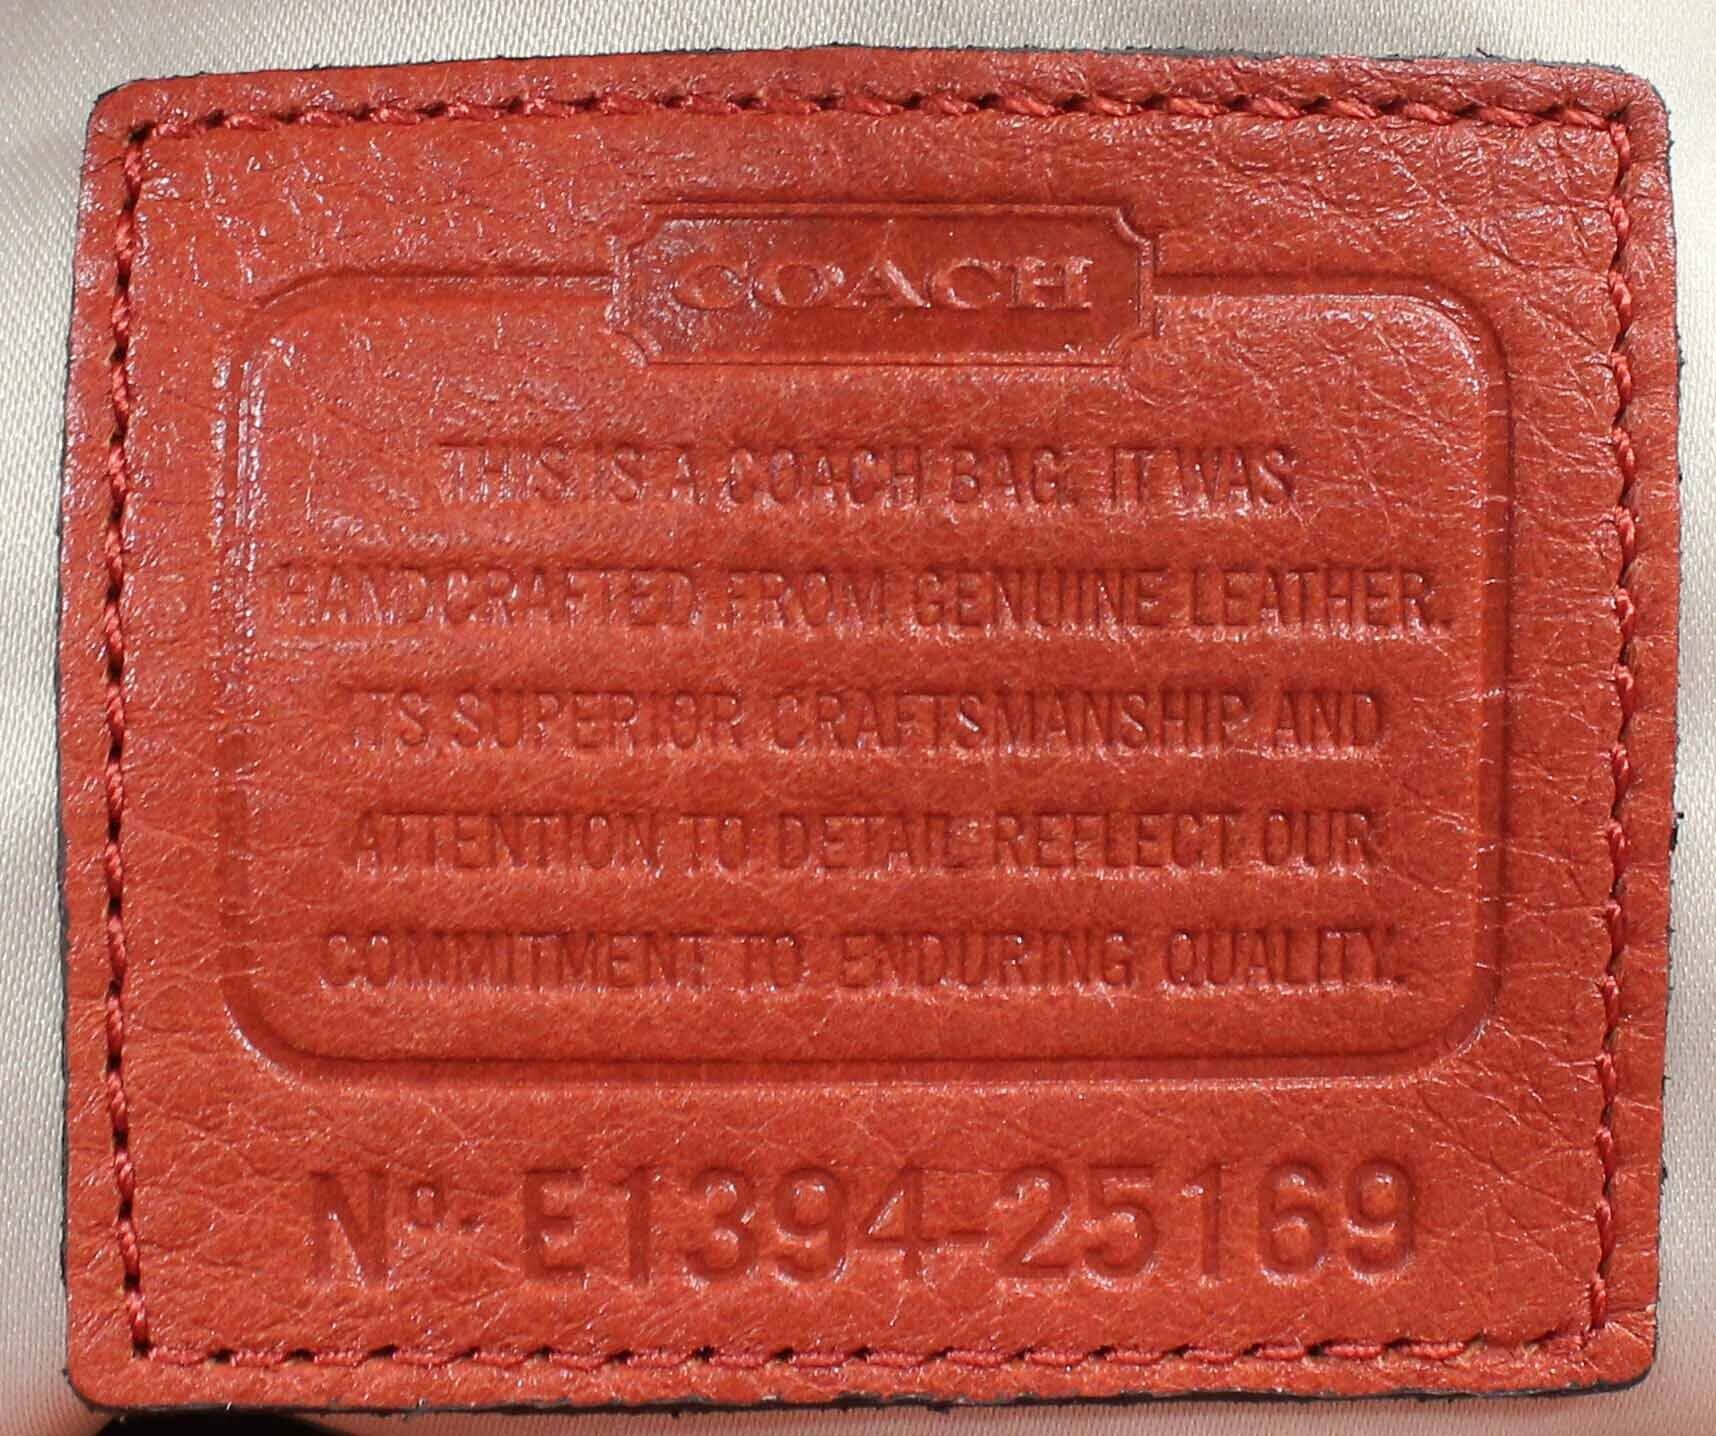 COACH
THIS IS A COACH BAG. IT WAS
HANDCRAFTED FROM GENUINE LEATHER.
ITS SUPERIOR CRAFTSMANSHIP AND
ATTENTION TO DETAIL REFLECT OUR
COMMITMENT TO ENDURING QUALITY.
No. E1394-25169